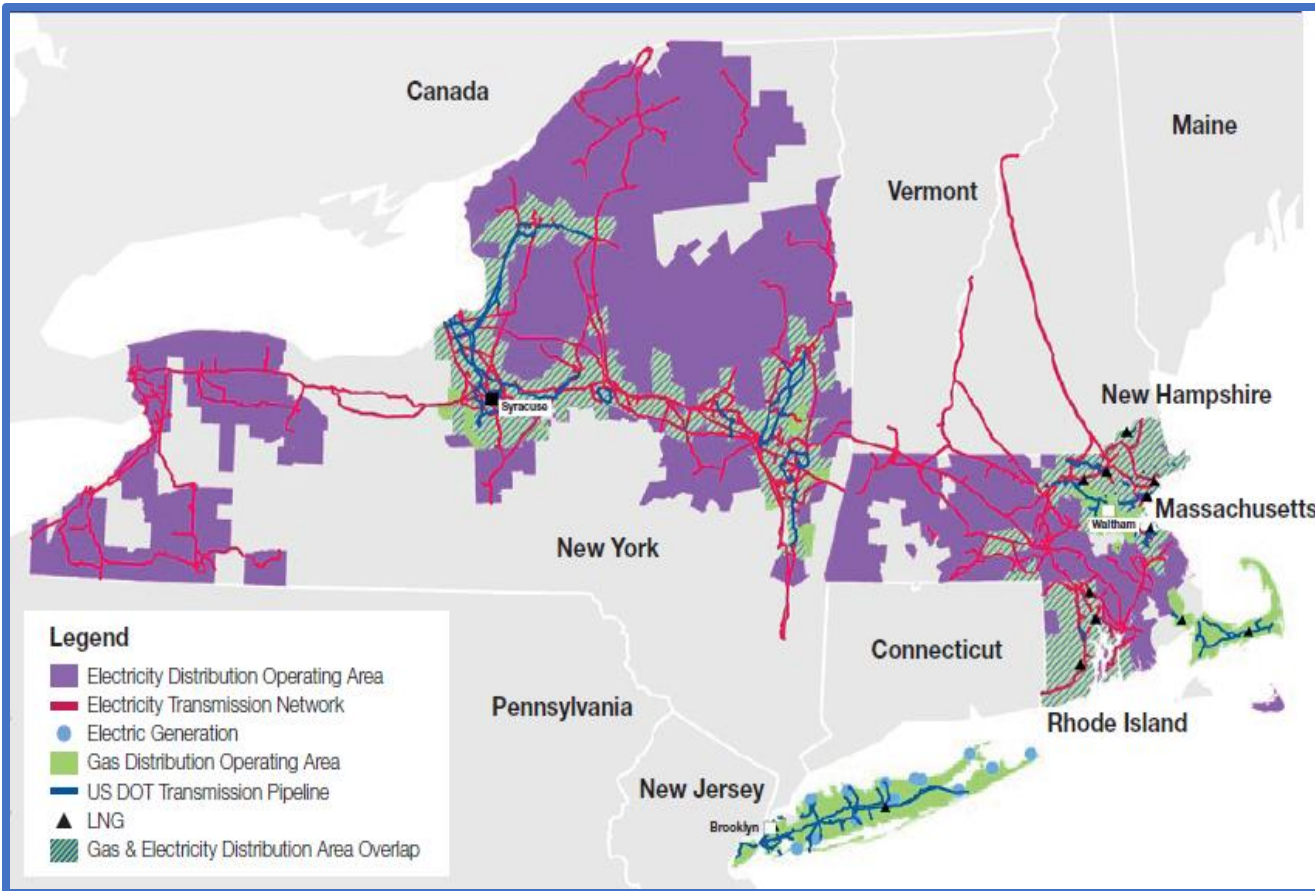 Canada
Maine
Vermont
New Hampshire
Syracuse
Massachusetts
Waltham
New York
Connecticut
Pennsylvania
Rhode Island
New Jersey
Brooklyn
Legend
Electricity Distribution Operating Area
Electricity Transmission Network
Electric Generation
Gas Distribution Operating Area
US DOT Transmission Pipeline
LNG
Gas & Electricity Distribution Area Overlap